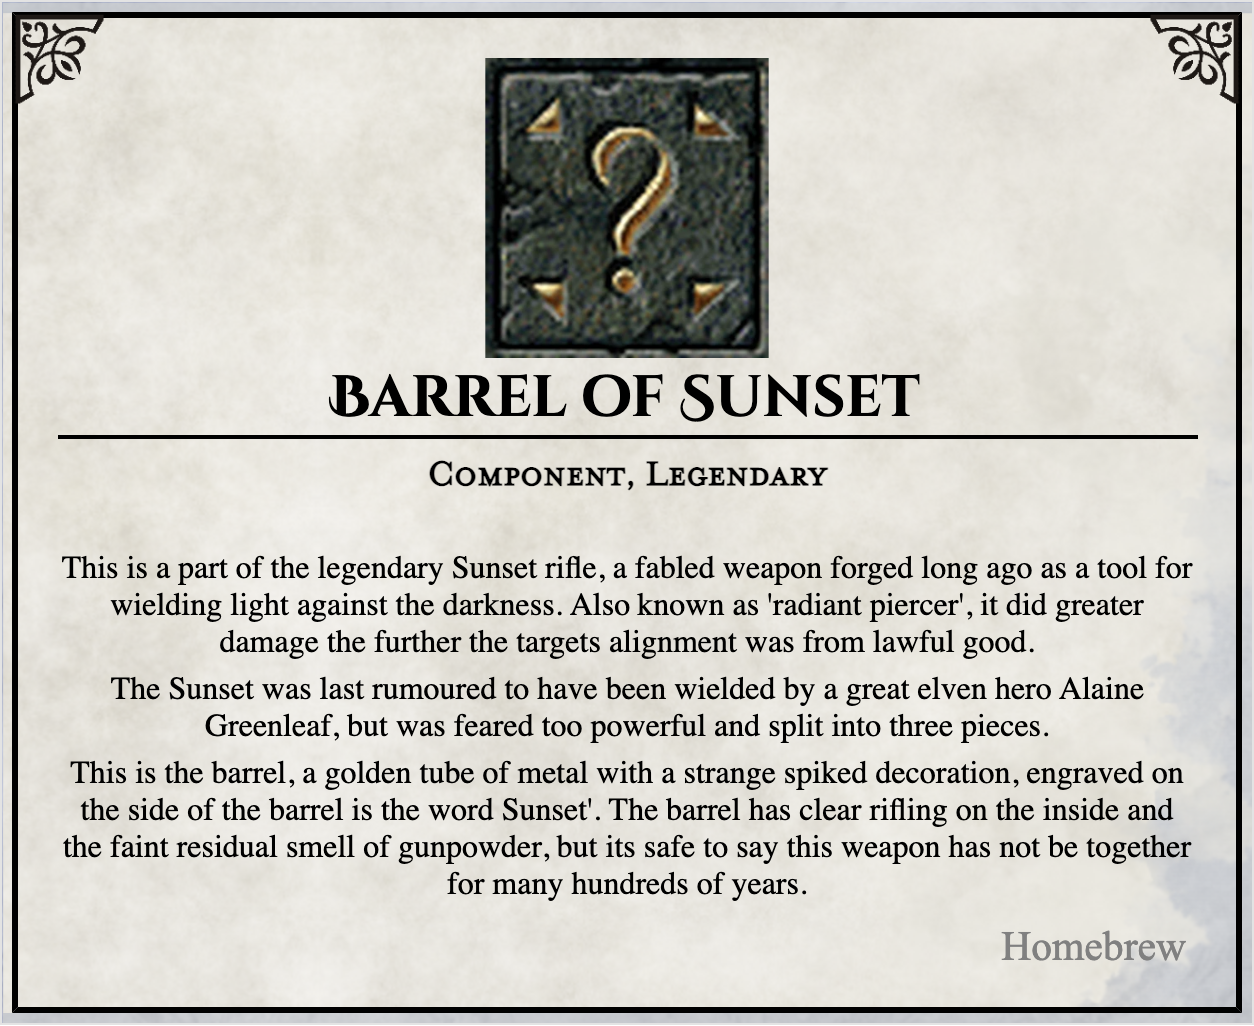 Barrel of Sunset
Component, Legendary
This is a part of the legendary Sunset rifle, a fabled weapon forged long ago as a tool for
wielding light against the darkness. Also known as 'radiant piercer', it did greater
damage the further the targets alignment was from lawful good.
The Sunset was last rumoured to have been wielded by a great elven hero Alaine
Greenleaf, but was feared too powerful and split into three pieces.
This is the barrel, a golden tube of metal with a strange spiked decoration, engraved on
the side of the barrel is the word Sunset'. The barrel has clear rifling on the inside and
the faint residual smell of gunpowder, but its safe to say this weapon has not be together
for many hundreds of years.
Homebrew